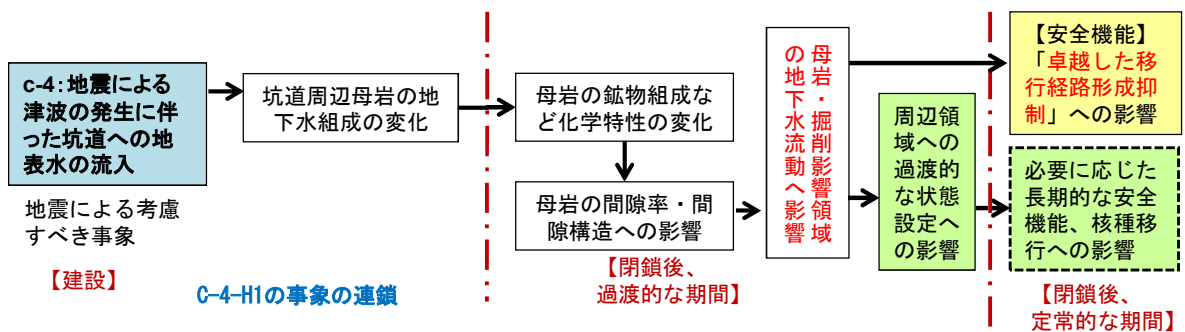 c-4：地震による
津波の発生に伴
った坑道への地
表水の流入
地震による考慮
すべき事象
【建設】
坑道周辺母岩の地
下水組成の変化
C-4-H1の事象の連鎖
母岩の鉱物組成な
ど化学特性の変化
母岩の間隙率・間
隙構造への影響
【閉鎖後、
過渡的な期間】
母岩・掘削影響領域
の地下水流動へ影響
周辺領
域への
過渡的
な状態
設定へ
の影響
【安全機能】
「卓越した移
行経路形成抑
制」への影響
必要に応じた
長期的な安全
機能、核種移
行への影響
【閉鎖後、
定常的な期間】